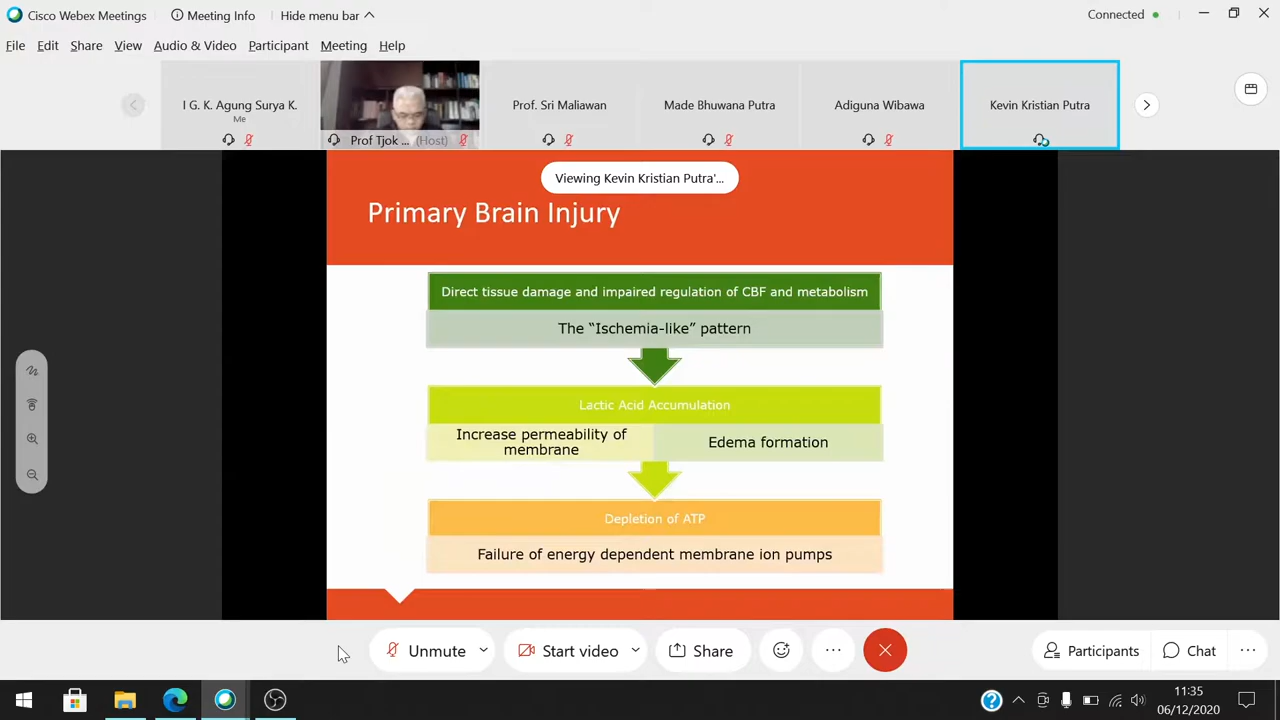 Cisco Webex Meetings
Meeting Info
Hide menu bar
Connected
File Edit Share View Audio & Video Participant Meeting Help
I G. K. Agung Surya K.
Me
Prof Tjok ... (Host)
Prof. Sri Maliawan
Made Bhuwana Putra
Adiguna Wibawa
Kevin Kristian Putra
Viewing Kevin Kristian Putra'...
Primary Brain Injury
Direct tissue damage and impaired regulation of CBF and metabolism
The “Ischemia-like” pattern
Lactic Acid Accumulation
Increase permeability of
membrane
Edema formation
Depletion of ATP
Failure of energy dependent membrane ion pumps
Unmute
Start video
Share
Participants
Chat
11:35
06/12/2020